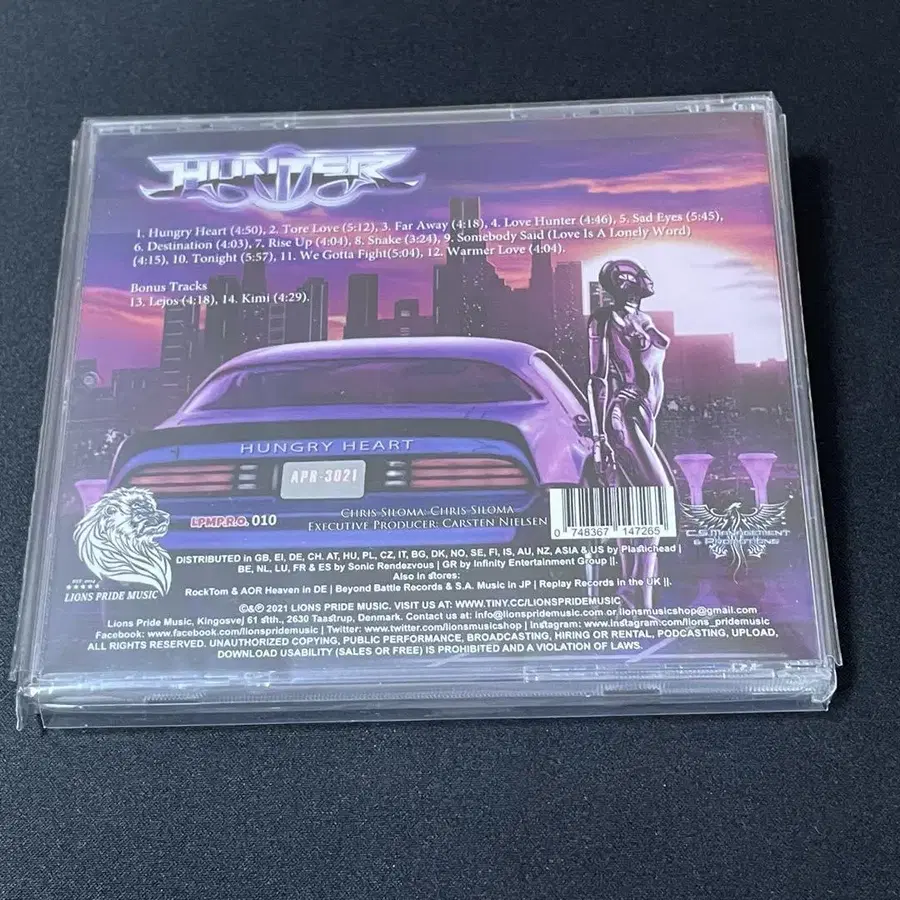 HUNTER
1. Hungry Heart (4:50), 2. Tore Love (5:12), 3. Far Away (4:18), 4. Love Hunter (4:46), 5. Sad Eyes (5:45),
6. Destination (4:03), 7. Rise Up (4:04), 8. Snake (3:24), 9. Somebody Said (Love Is A Lonely Word)
(4:15), 10. Tonight (5:57), 11. We Gotta Fight(5:04), 12. Warmer Love (4:04).
Bonus Tracks
13. Lejos (4:18), 14. Kimi (4:29).
HUNGRY HEART
APR-3021
LIONS PRIDE MUSIC
LPMP.R.O. 010
CHRIS SILOMA: CHRIS SILOMA
EXECUTIVE PRODUCER: CARSTEN NIELSEN
0 748367 147265
C.G.MANAGEMENT
& PROMOTIONS
DISTRIBUTED in GB, EI, DE, CH, AT, HU, PL, CZ, IT, BG, DK, NO, SE, FI, IS, AU, NZ, ASIA & US by Plastichead |
BE, NL, LU, FR & ES by Sonic Rendezvous | GR by Infinity Entertainment Group ||.
Also in stores:
RockTom & AOR Heaven in DE | Beyond Battle Records & S.A. Music in JP | Replay Records in the UK ||.
©&℗ 2021 LIONS PRIDE MUSIC. VISIT US AT: WWW.TINY.CC/LIONSPRIDEMUSIC
Lions Pride Music, Kingosvej 61 stth., 2630 Taastrup, Denmark. Contact us at: info@lionspridemusic.com or lionsmusicshop@gmail.com
Facebook: www.facebook.com/lionspridemusic | Twitter: www.twitter.com/lionsmusicshop | Instagram: www.instagram.com/lions_pridemusic
ALL RIGHTS RESERVED. UNAUTHORIZED COPYING, PUBLIC PERFORMANCE, BROADCASTING, HIRING OR RENTAL, PODCASTING, UPLOAD,
DOWNLOAD USABILITY (SALES OR FREE) IS PROHIBITED AND A VIOLATION OF LAWS.